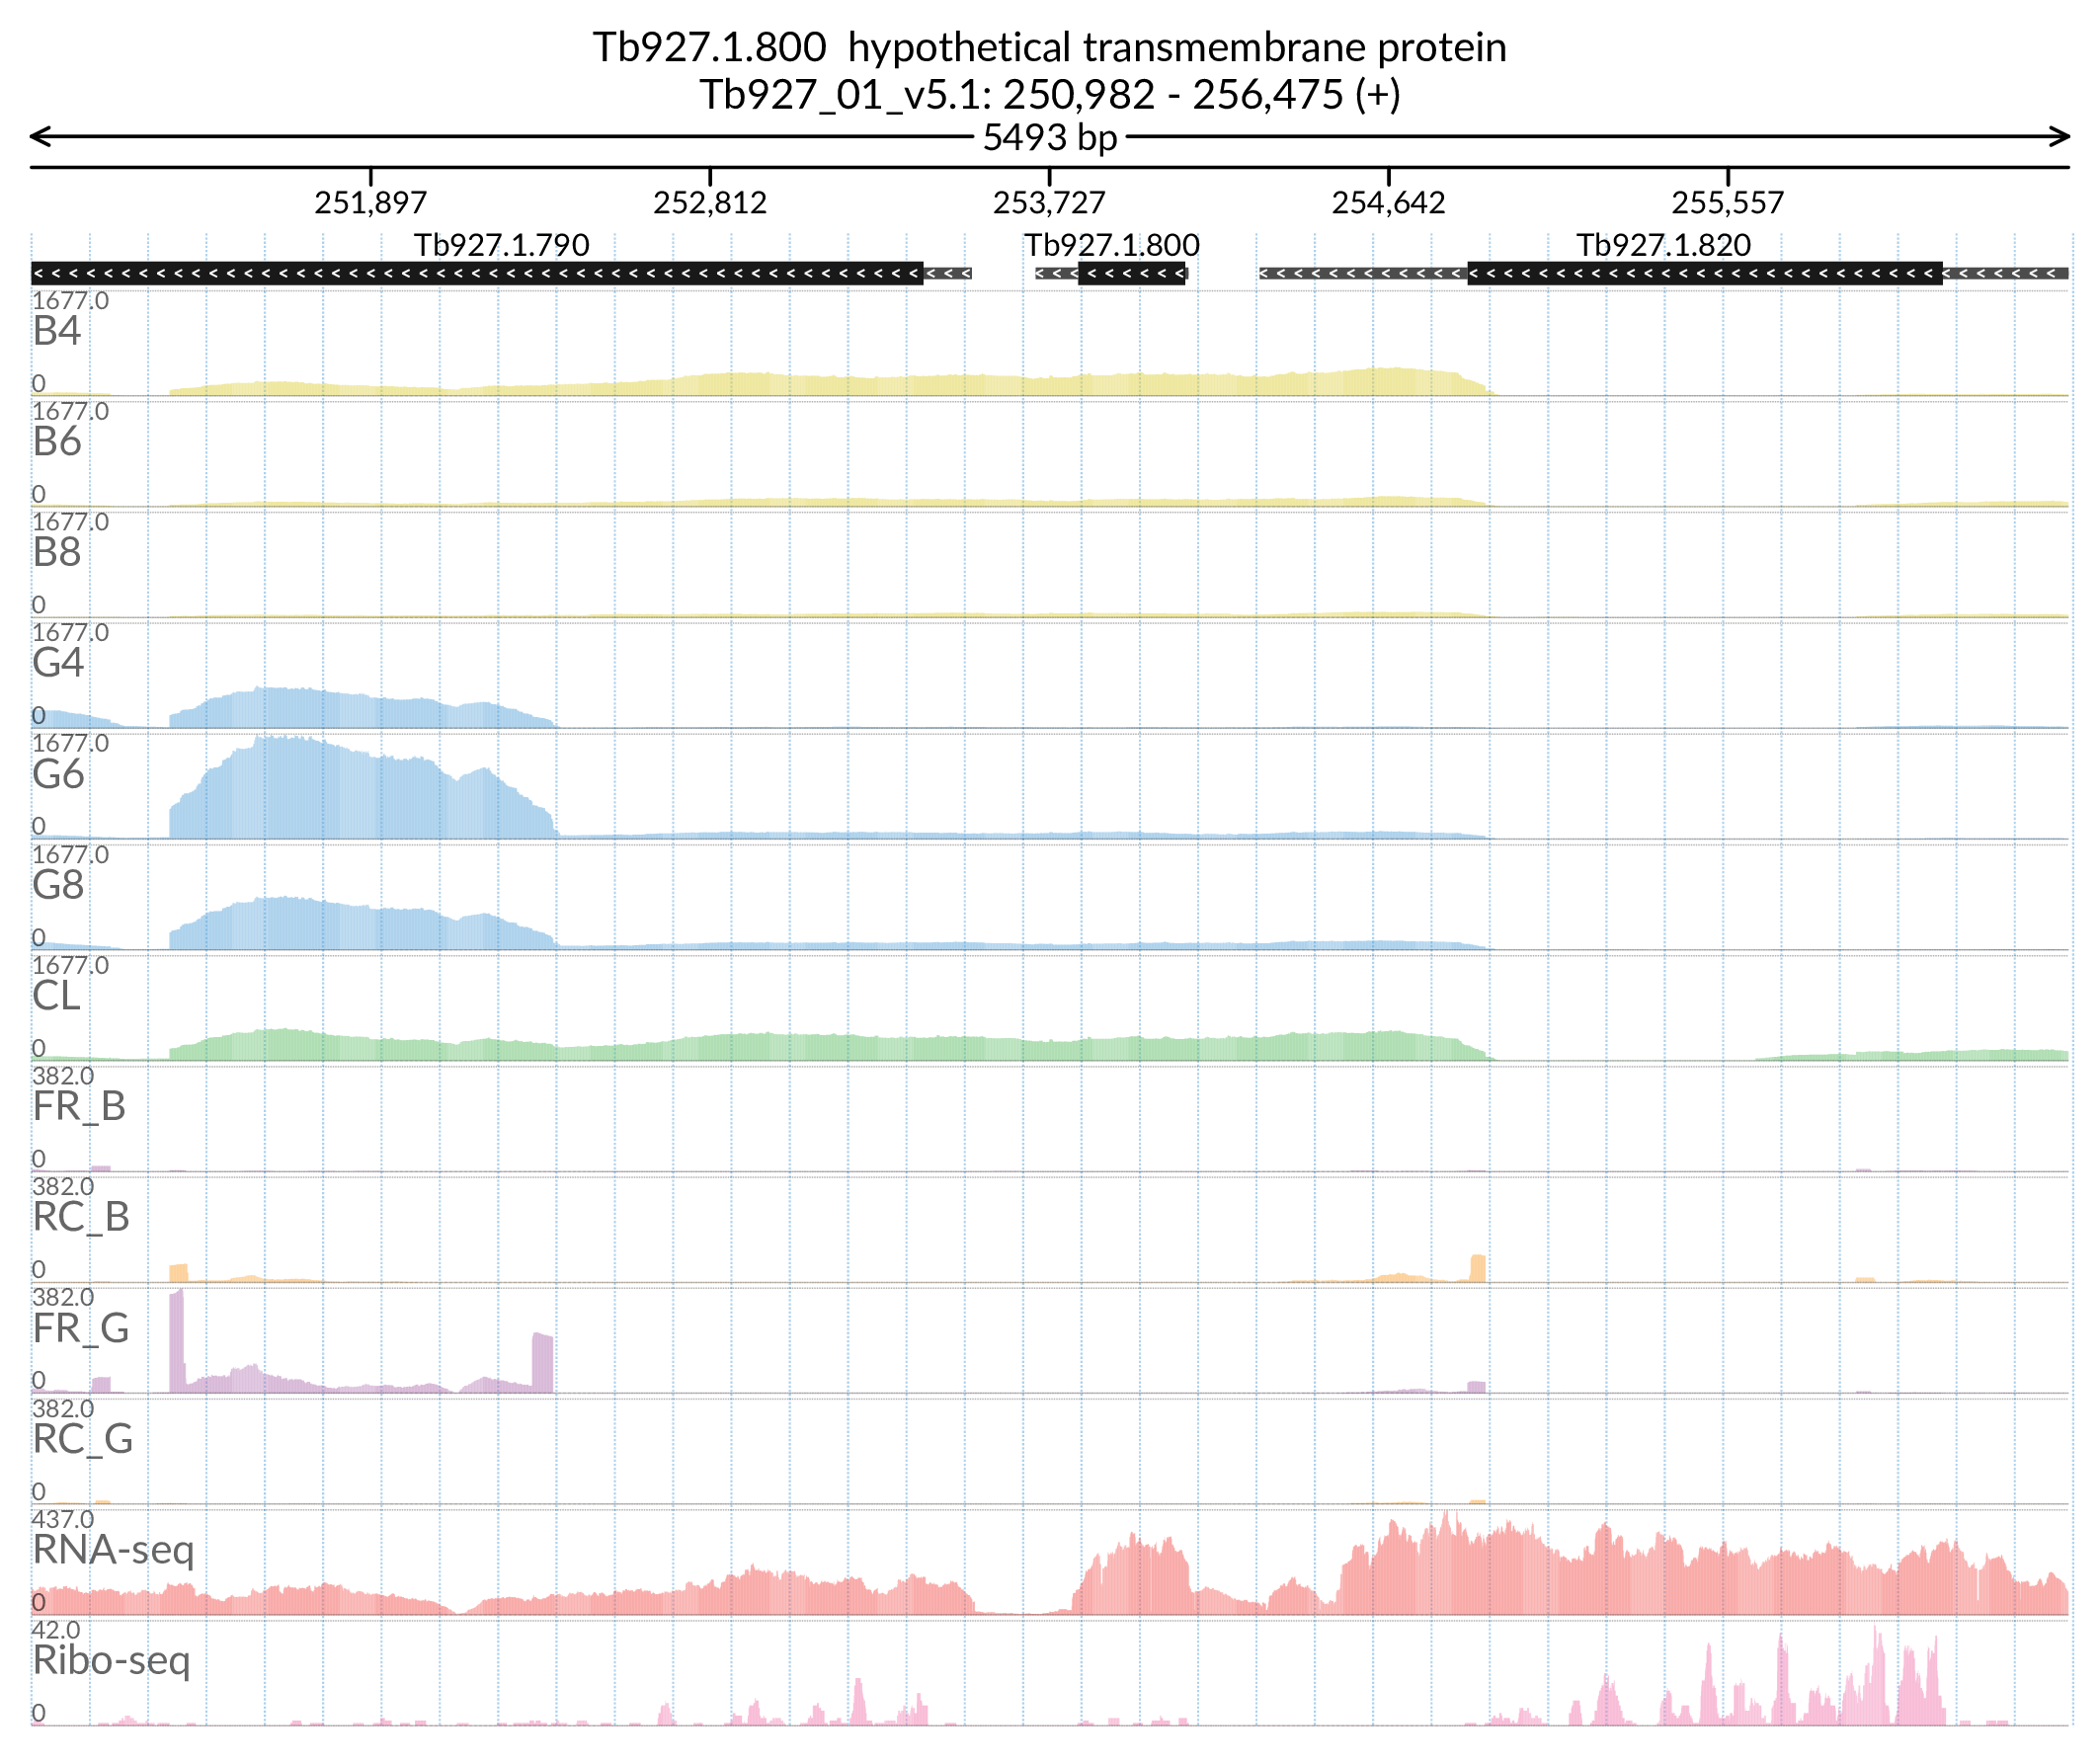 Tb927.1.800  hypothetical transmembrane protein
Tb927_01_v5.1: 250,982 - 256,475 (+)
5493 bp
251,897 252,812 253,727 254,642 255,557
Tb927.1.790 Tb927.1.800 Tb927.1.820
1677.0
B4
0
1677.0
B6
0
1677.0
B8
0
1677.0
G4
0
1677.0
G6
0
1677.0
G8
0
1677.0
CL
0
382.0
FR_B
0
382.0
RC_B
0
382.0
FR_G
0
382.0
RC_G
0
437.0
RNA-seq
0
42.0
Ribo-seq
0